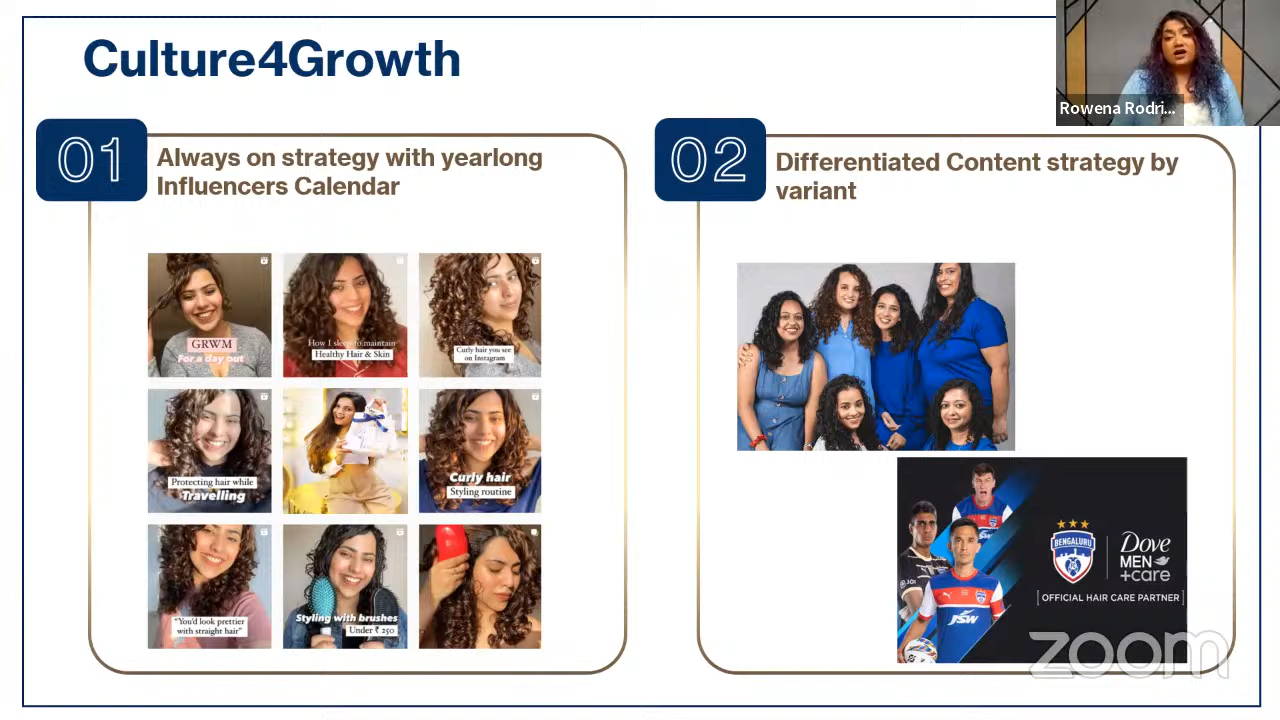 Culture4Growth
Rowena Rodri...
01
Always on strategy with yearlong
Influencers Calendar
GRWM
For a day out
How I sleep to maintain
Healthy Hair & Skin
Curly hair you see
on Instagram
Protecting hair while
Travelling
Curly hair
Styling routine
"You'd look prettier
with straight hair"
Styling with brushes
Under ₹ 250
02
Differentiated Content strategy by
variant
BENGALURU
Dove
MEN
+care
[ OFFICIAL HAIR CARE PARTNER ]
JSW
JSW
zoom